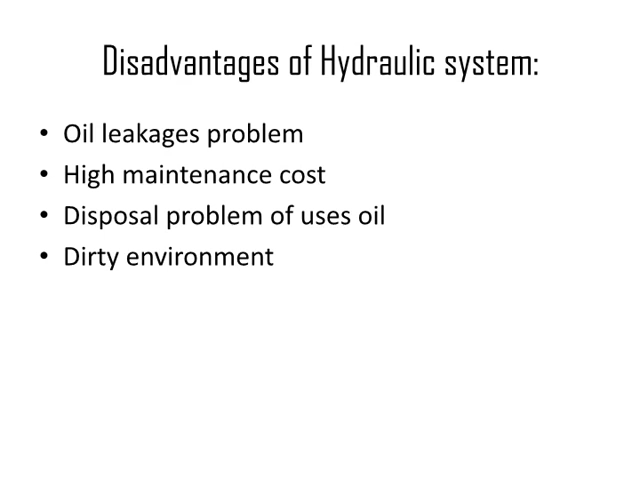 Disadvantages of Hydraulic system:
• Oil leakages problem
• High maintenance cost
• Disposal problem of uses oil
• Dirty environment